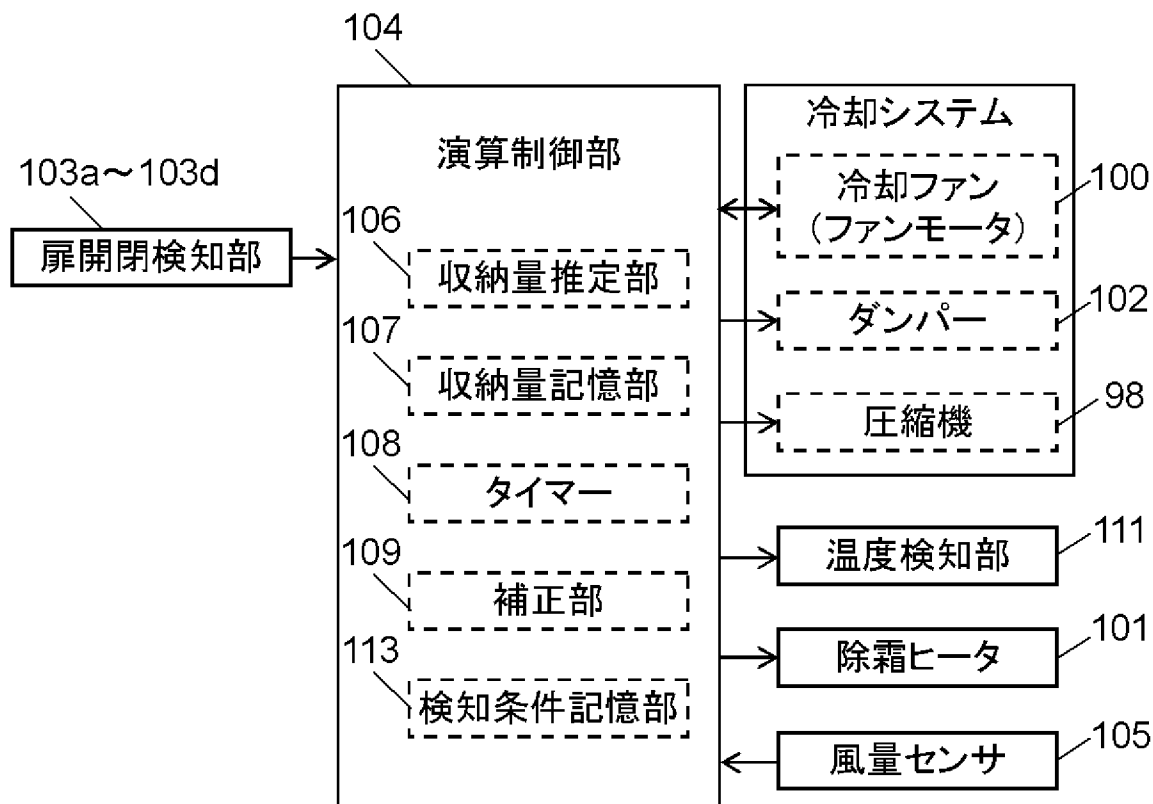 104
演算制御部
103a～103d
扉開閉検知部
106
収納量推定部
107
収納量記憶部
108
タイマー
109
補正部
113
検知条件記憶部
冷却システム
冷却ファン
(ファンモータ)
100
ダンパー
102
圧縮機
98
温度検知部
111
除霜ヒータ
101
風量センサ
105